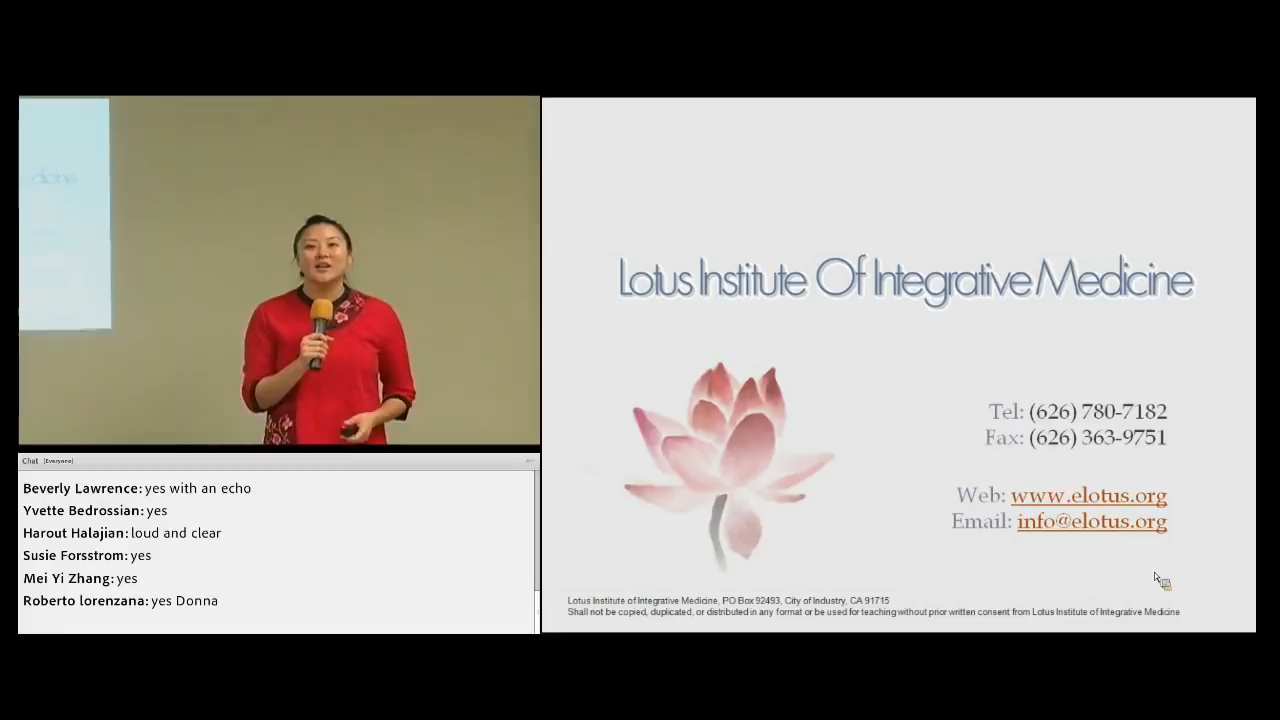 Lotus Institute Of Integrative Medicine
Tel: (626) 780-7182
Fax: (626) 363-9751
Web: www.elotus.org
Email: info@elotus.org
Lotus Institute of Integrative Medicine, PO Box 92493, City of Industry, CA 91715
Shall not be copied, duplicated, or distributed in any format or be used for teaching without prior written consent from Lotus Institute of Integrative Medicine
Chat (Everyone)
Beverly Lawrence: yes with an echo
Yvette Bedrossian: yes
Harout Halajian: loud and clear
Susie Forsstrom: yes
Mei Yi Zhang: yes
Roberto lorenzana: yes Donna